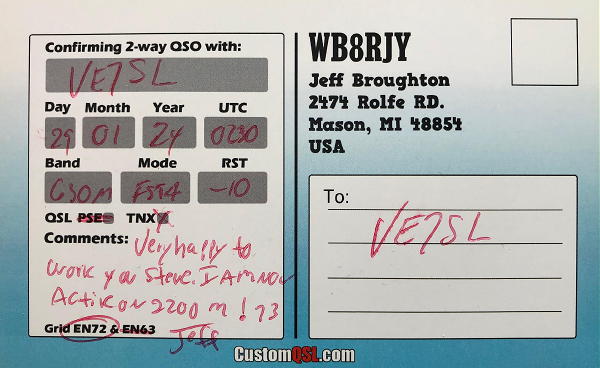 Confirming 2-way QSO with:
VE7SL
Day Month Year UTC
29 01 24 0230
Band Mode RST
630M FST4 -10
QSL PSE TNX X
Comments: Very happy to
work you Steve. I AM NOW
Active on 2200 m! 73
Grid EN72 & EN63 Jeff
WB8RJY
Jeff Broughton
2474 Rolfe RD.
Mason, MI 48854
USA
To:
VE7SL
CustomQSL.com